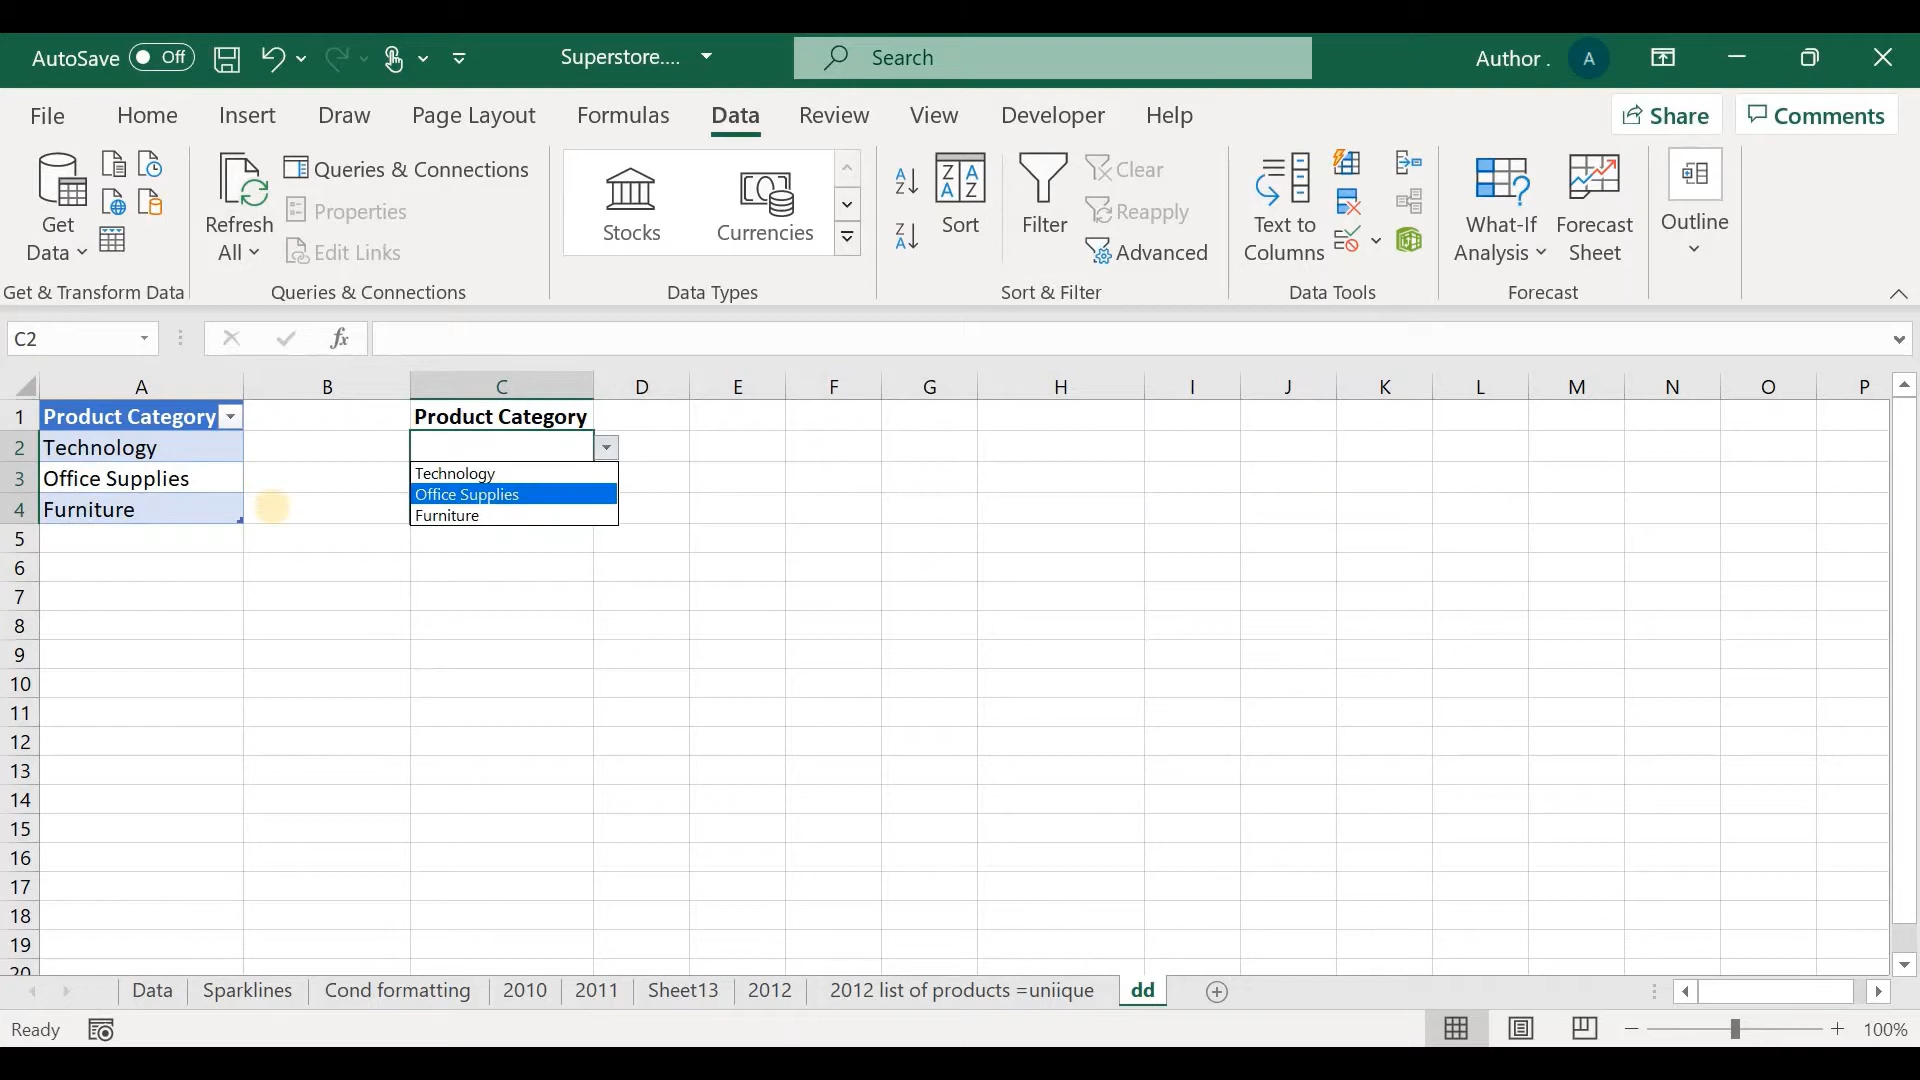 AutoSave Off Superstore.... Search Author . A
File Home Insert Draw Page Layout Formulas Data Review View Developer Help Share Comments
Get Data
Refresh All
Queries & Connections
Properties
Edit Links
Stocks
Currencies
Sort
Filter
Clear
Reapply
Advanced
Text to Columns
What-If Analysis
Forecast Sheet
Outline
Get & Transform Data Queries & Connections Data Types Sort & Filter Data Tools Forecast
C2 fx
A B C D E F G H I J K L M N O P
1 Product Category Product Category
2 Technology
3 Office Supplies
4 Furniture
Technology
Office Supplies
Furniture
5
6
7
8
9
10
11
12
13
14
15
16
17
18
19
20
Data Sparklines Cond formatting 2010 2011 Sheet13 2012 2012 list of products =uniique dd
Ready 100%